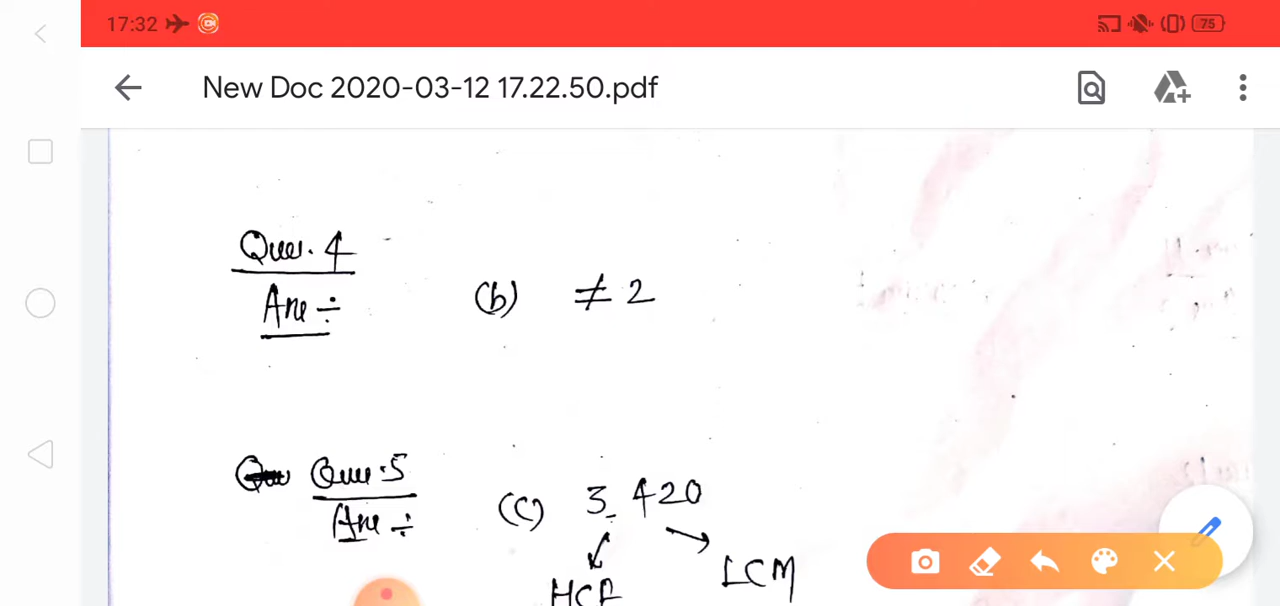 17:32 75
New Doc 2020-03-12 17.22.50.pdf
Que. 4
Ans ÷ (b) ≠ 2
Que.5
Ans ÷ (c) 3, 420
LCM
HCF